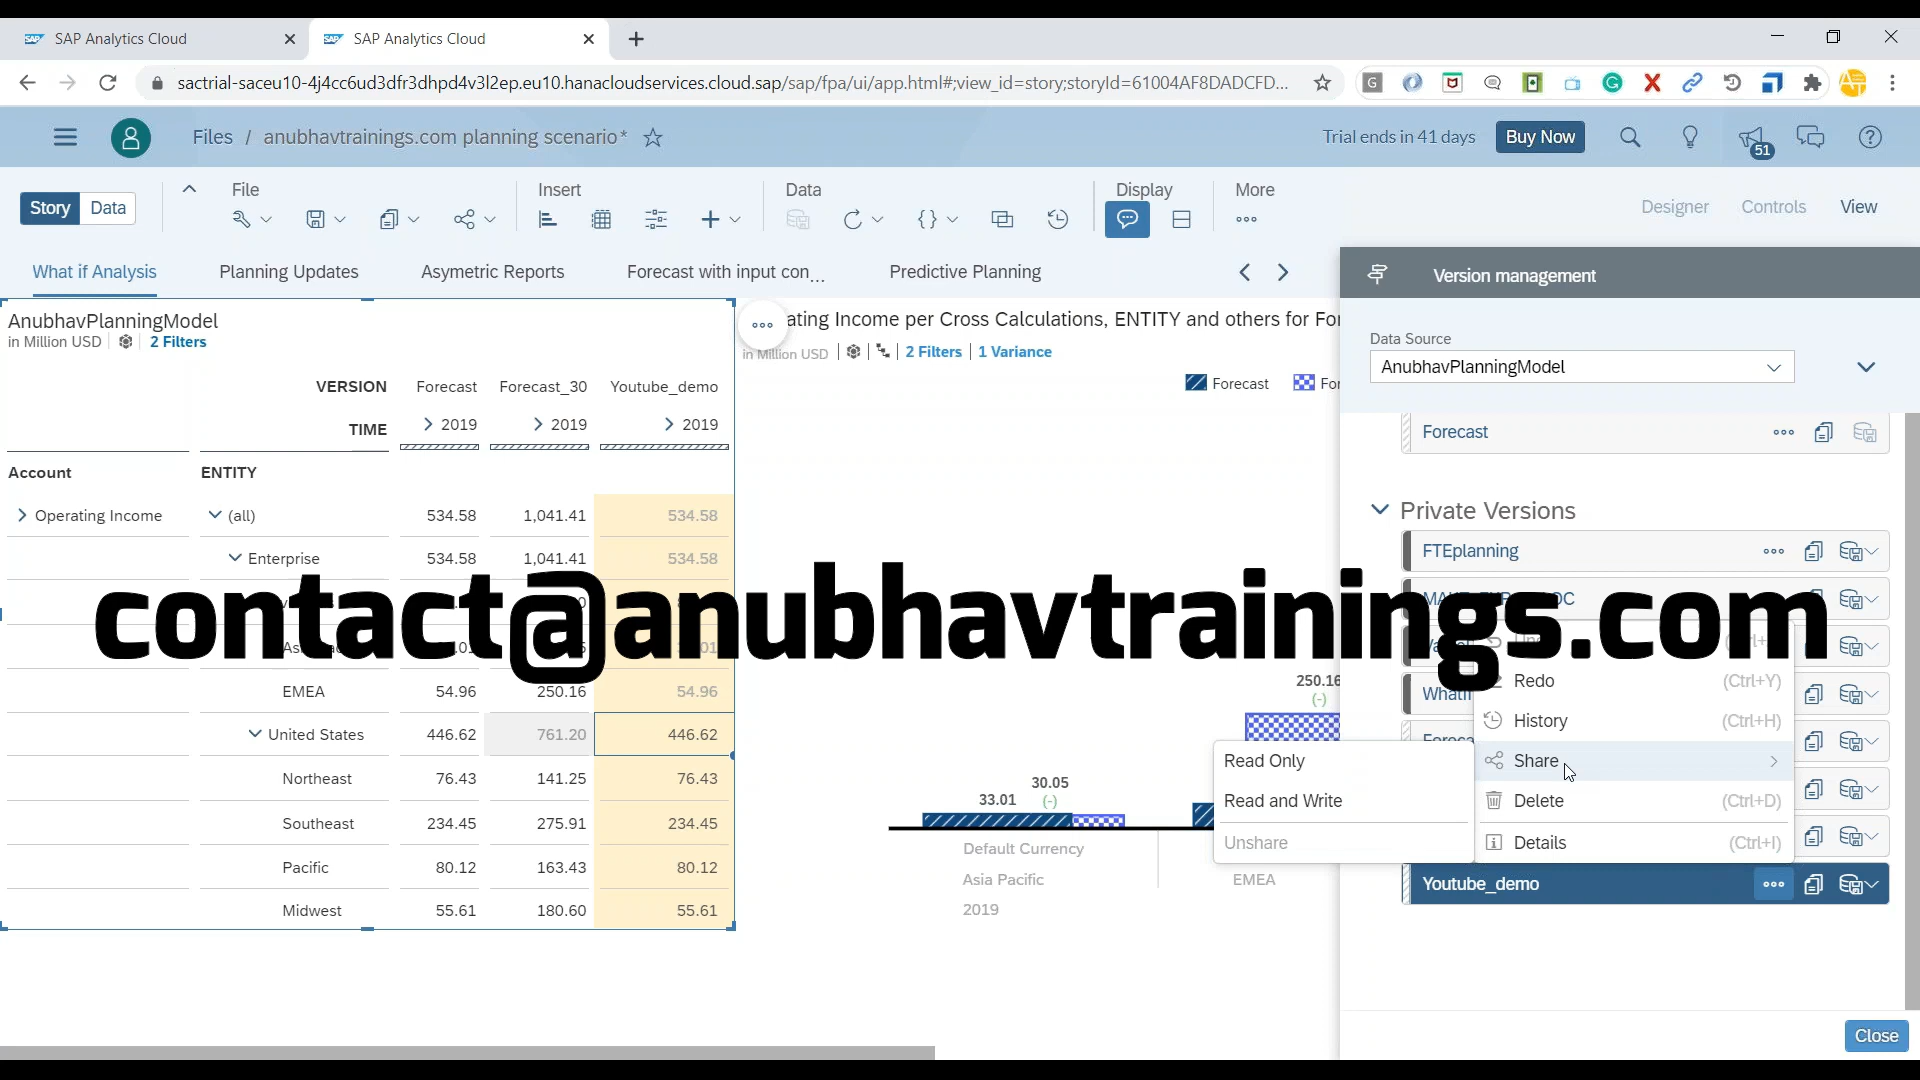 SAP Analytics Cloud
SAP Analytics Cloud
sactrial-saceu10-4j4cc6ud3dfr3dhpd4v3l2ep.eu10.hanacloudservices.cloud.sap/sap/fpa/ui/app.html#;view_id=story;storyId=61004AF8DADCFD...
Files / anubhavtrainings.com planning scenario*
Trial ends in 41 days
Buy Now
51
Story Data
File
Insert
Data
Display
More
Designer Controls View
What if Analysis
Planning Updates
Asymetric Reports
Forecast with input con...
Predictive Planning
Version management
AnubhavPlanningModel
in Million USD
2 Filters
ating Income per Cross Calculations, ENTITY and others for For
in Million USD
2 Filters
1 Variance
Data Source
AnubhavPlanningModel
VERSION Forecast Forecast_30 Youtube_demo
TIME 2019 2019 2019
Forecast
For
Account ENTITY
Operating Income (all) 534.58 1,041.41 534.58
Enterprise 534.58 1,041.41 534.58
EMEA 54.96 250.16 54.96
United States 446.62 761.20 446.62
Northeast 76.43 141.25 76.43
Southeast 234.45 275.91 234.45
Pacific 80.12 163.43 80.12
Midwest 55.61 180.60 55.61
contact@anubhavtrainings.com
250.16
(-)
30.05
33.01
(-)
Default Currency
Asia Pacific
EMEA
2019
Forecast
Private Versions
FTEplanning
Redo (Ctrl+Y)
History (Ctrl+H)
Share
Delete (Ctrl+D)
Details (Ctrl+I)
Read Only
Read and Write
Unshare
Youtube_demo
Close